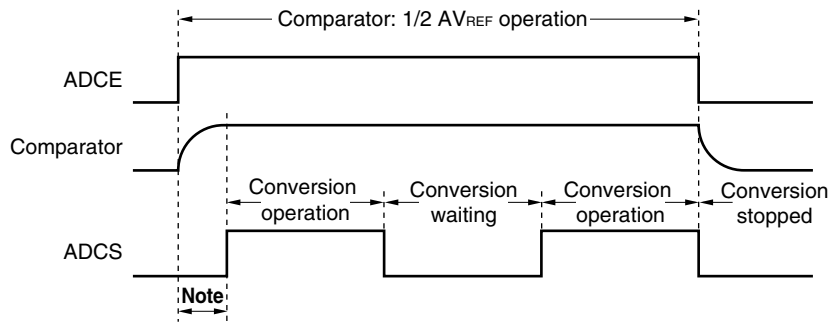 Comparator: 1/2 AVREF operation
ADCE
Comparator
Conversion operation
Conversion waiting
Conversion operation
Conversion stopped
ADCS
Note